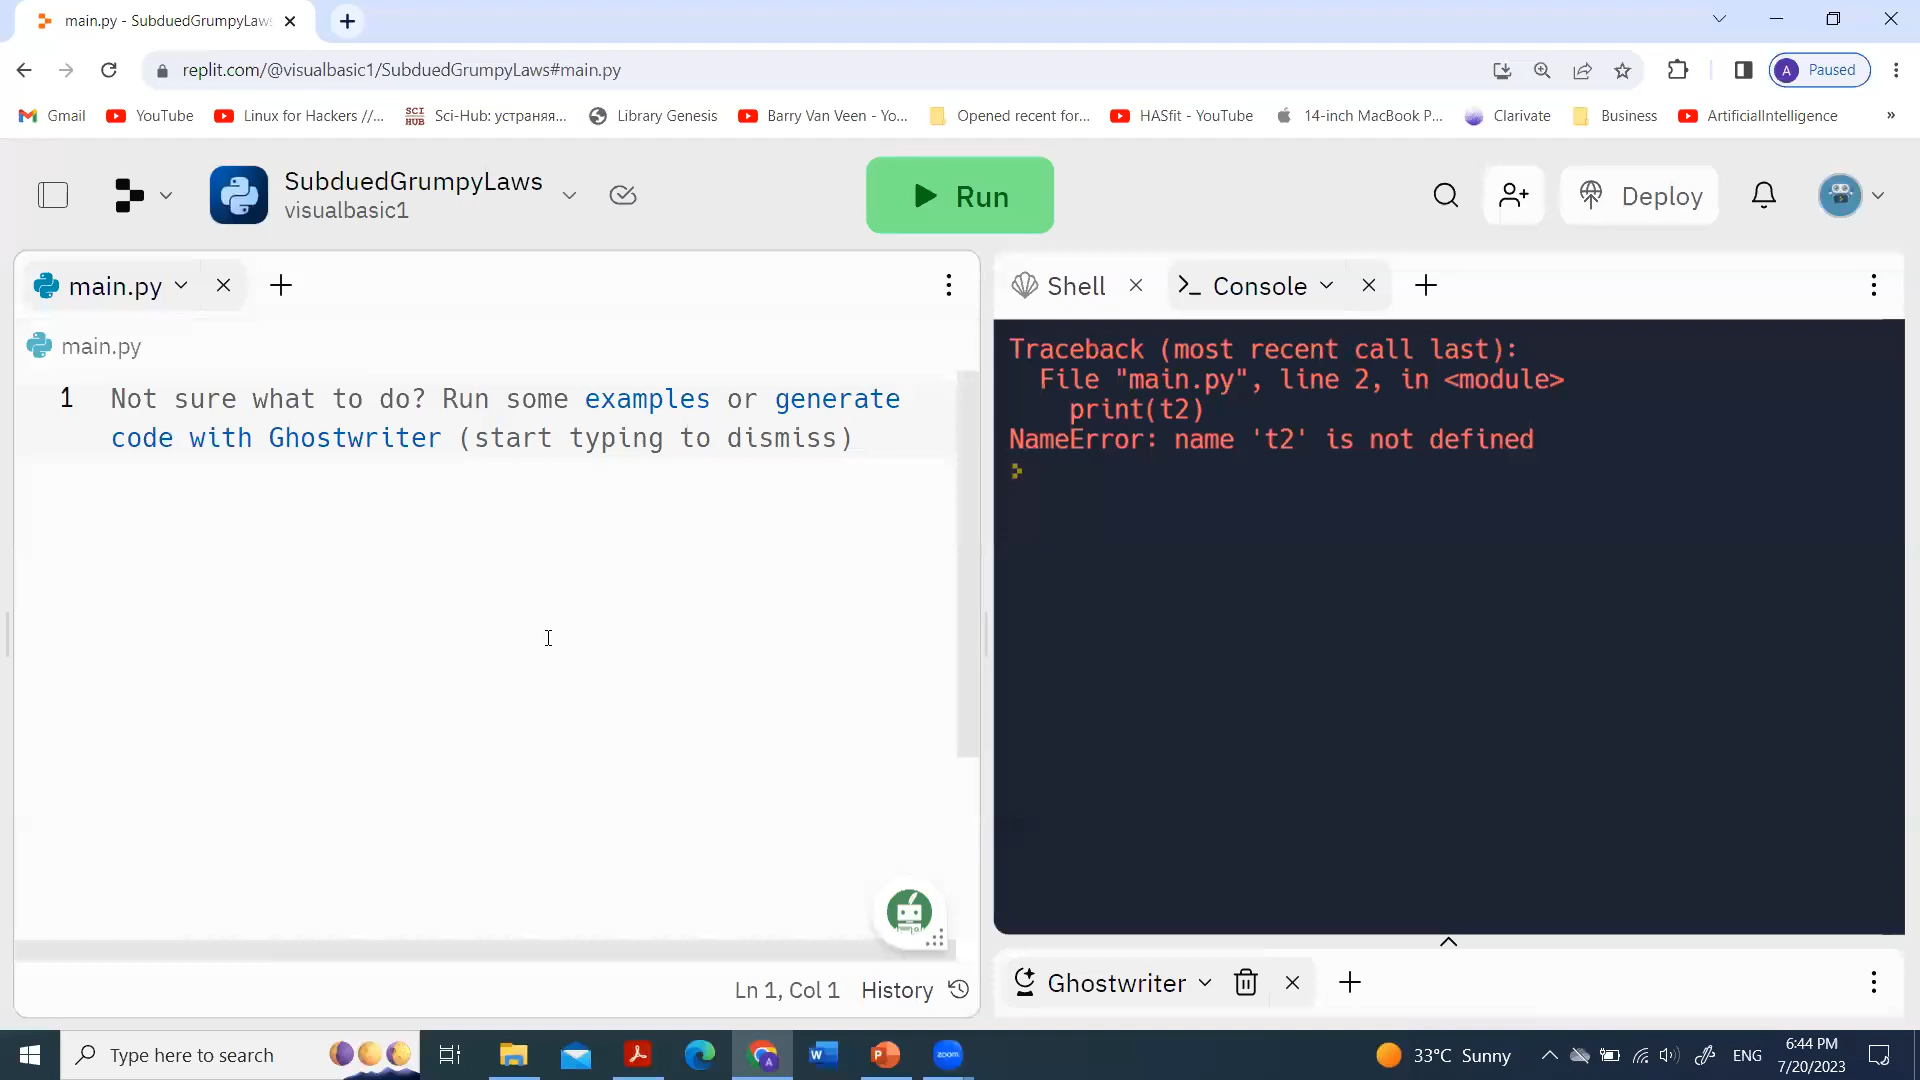 main.py - SubduedGrumpyLaws
replit.com/@visualbasic1/SubduedGrumpyLaws#main.py
A Paused
Gmail YouTube Linux for Hackers //... SCI HUB Sci-Hub: устраняя... Library Genesis Barry Van Veen - Yo... Opened recent for... HASfit - YouTube 14-inch MacBook P... Clarivate Business ArtificialIntelligence »
SubduedGrumpyLaws
visualbasic1
Run
Deploy
main.py
Shell Console
main.py
1 Not sure what to do? Run some examples or generate
code with Ghostwriter (start typing to dismiss)
Traceback (most recent call last):
File "main.py", line 2, in <module>
print(t2)
NameError: name 't2' is not defined
Ln 1, Col 1 History
Ghostwriter
Type here to search
zoom
33°C Sunny
ENG
6:44 PM
7/20/2023